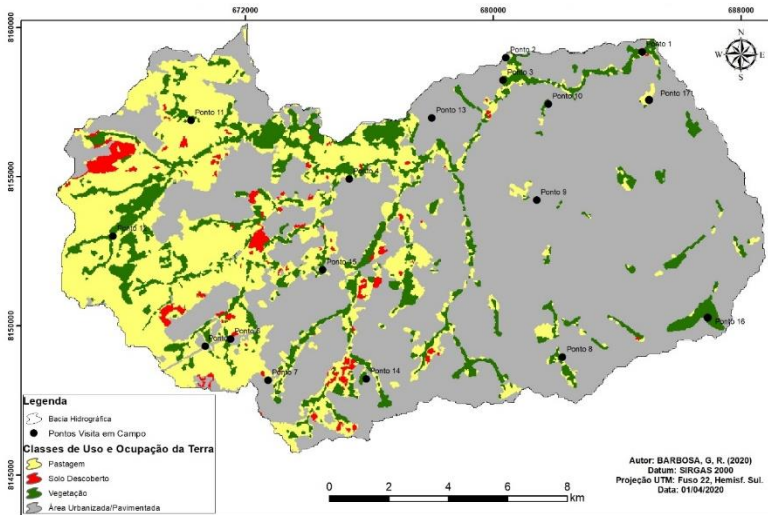 672000
680000
688000
8160000
8155000
8150000
8145000
N
W
E
S
Ponto 1
Ponto 2
Ponto 3
Ponto 17
Ponto 10
Ponto 13
Ponto 11
Ponto 9
Ponto 15
Ponto 16
Ponto 8
Ponto 7
Ponto 14
Legenda
Bacia Hidrográfica
Pontos Visita em Campo
Classes de Uso e Ocupação da Terra
Pastagem
Solo Descoberto
Vegetação
Área Urbanizada/Pavimentada
0 2 4 6 8
km
Autor: BARBOSA, G. R. (2020)
Datum: SIRGAS 2000
Projeção UTM: Fuso 22, Hemisf. Sul.
Data: 01/04/2020